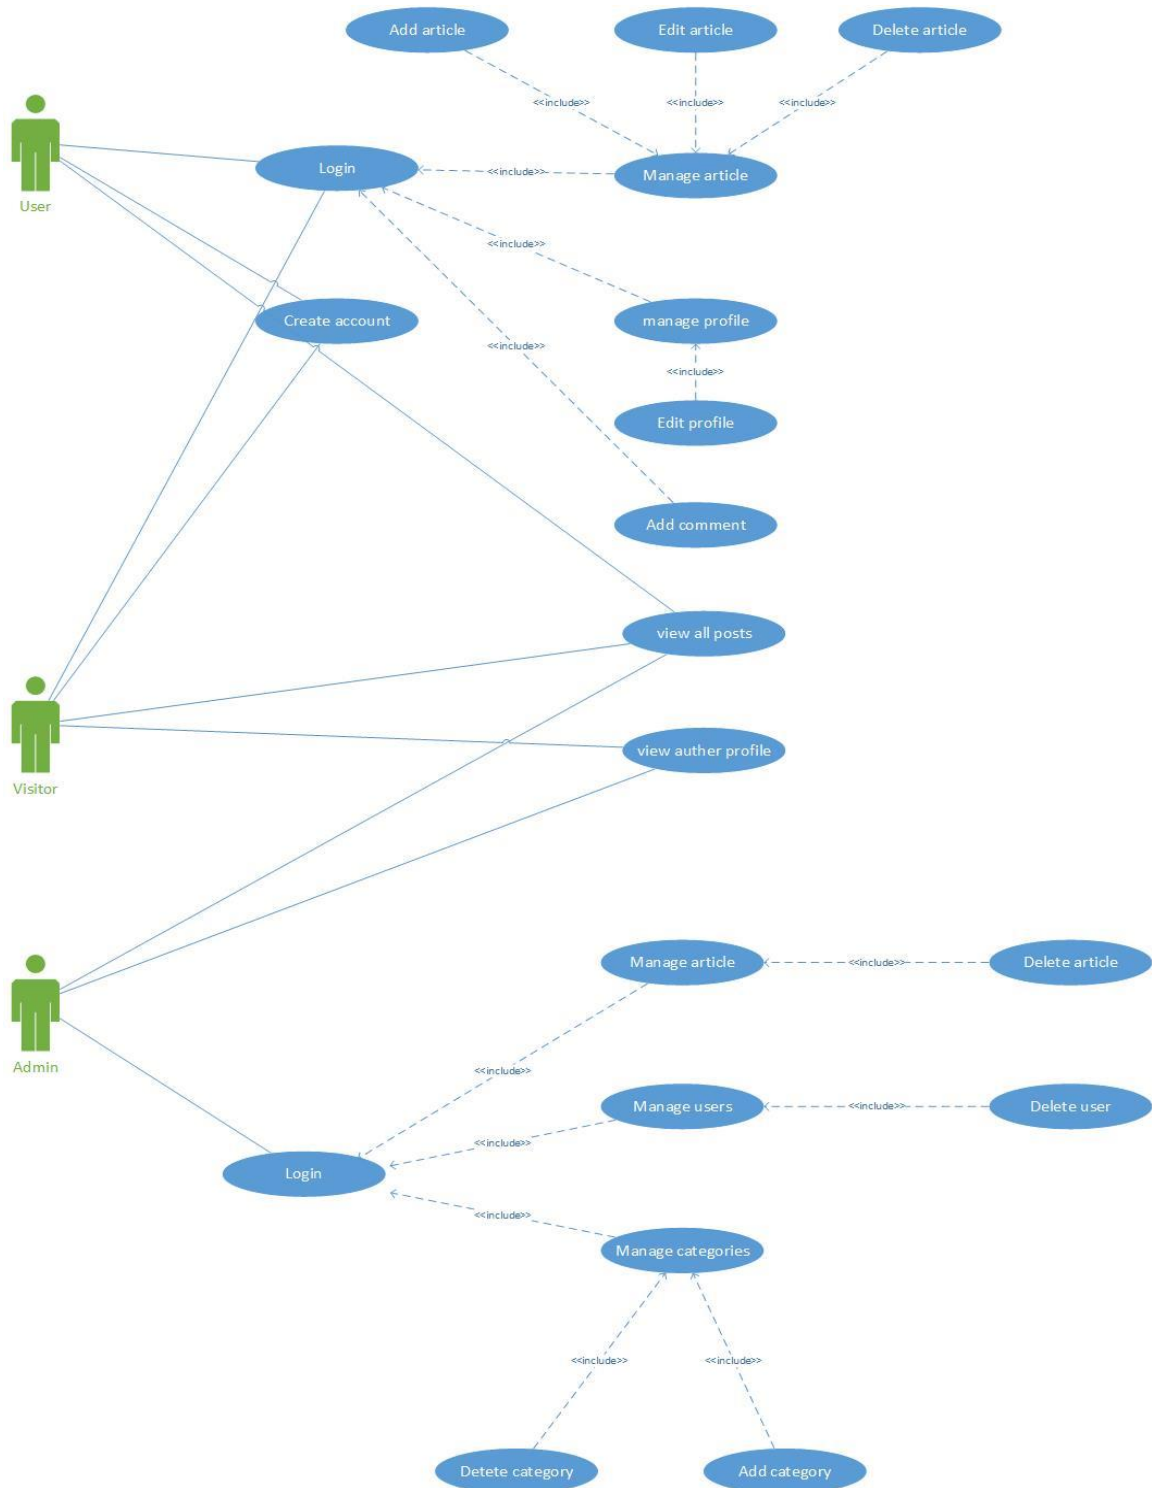 Add article
Edit article
Delete article
<<include>>
<<include>>
<<include>>
Login
<<include>>
Manage article
User
<<include>>
Create account
manage profile
<<include>>
<<include>>
Edit profile
Add comment
view all posts
view auther profile
Visitor
Manage article
<<include>>
Delete article
Admin
<<include>>
Manage users
<<include>>
Delete user
<<include>>
Login
<<include>>
Manage categories
<<include>>
<<include>>
Detete category
Add category